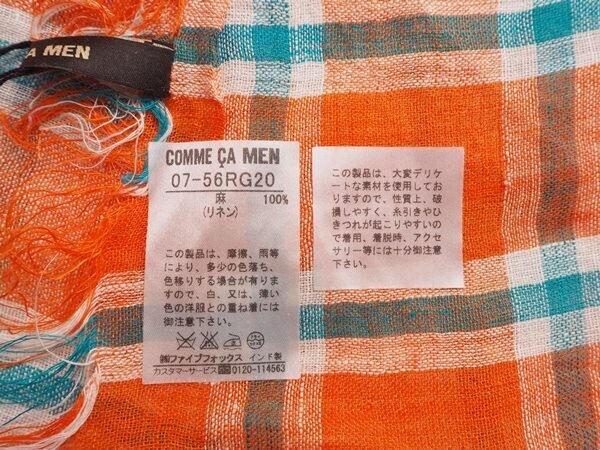 ÇA MEN
COMME ÇA MEN
07-56RG20
麻 100%
(リネン)
この製品は、摩擦、雨等
により、多少の色落ち、
色移りする場合が有りま
すので、白、又は、薄い
色の洋服との重ね着には
御注意下さい。
㈱ファイブフォックス インド製
カスタマーサービス 0120-114563
この製品は、大変デリケ
ートな素材を使用してお
りますので、性質上、破
損しやすく、糸引きやひ
きつれが起こりやすいの
で着用、着脱時、アクセ
サリー等には十分御注意
下さい。